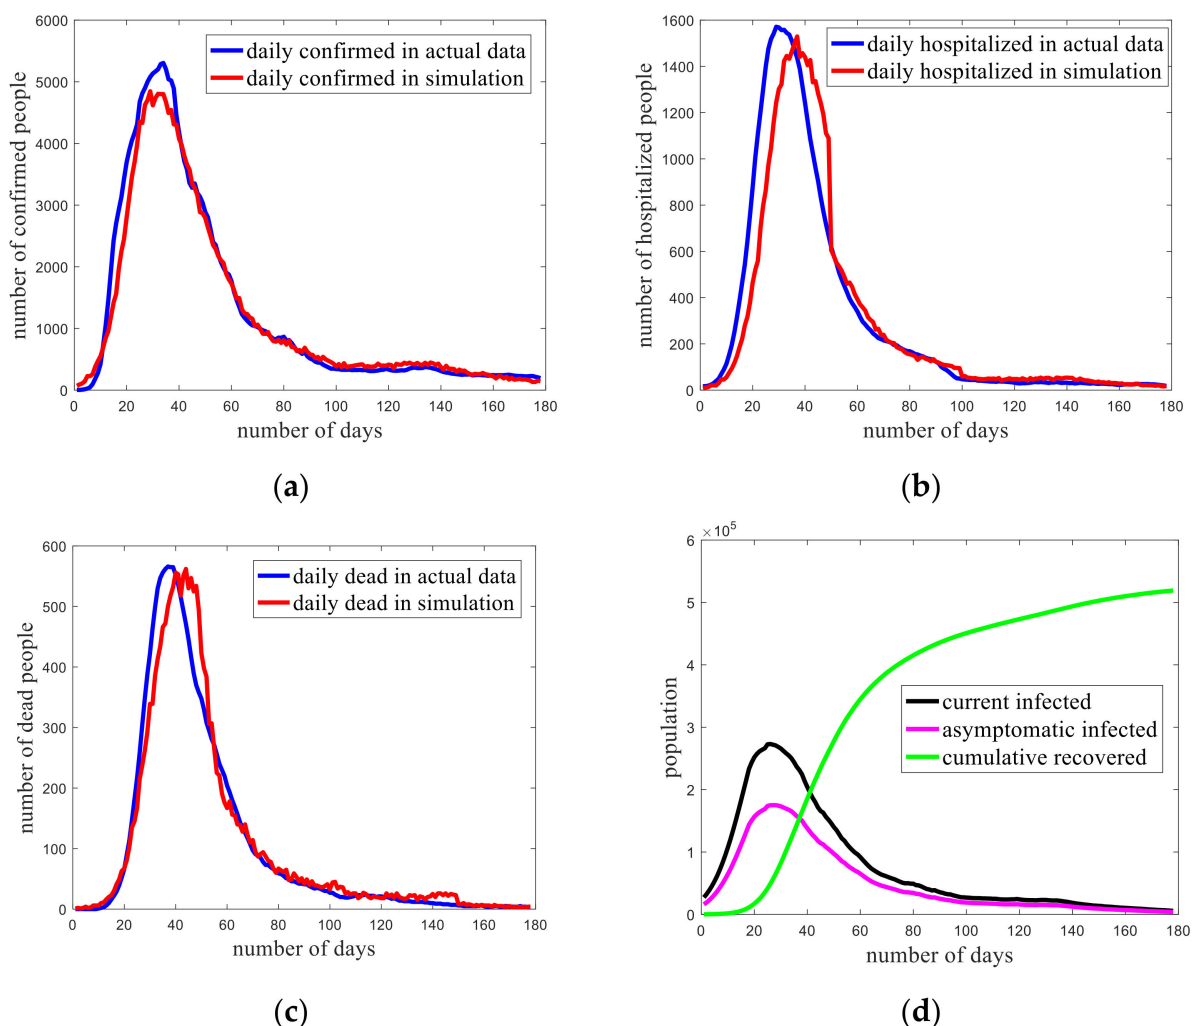 6000
5000
4000
3000
2000
1000
0
0 20 40 60 80 100 120 140 160 180
number of confirmed people
number of days
daily confirmed in actual data
daily confirmed in simulation
(a)
1600
1400
1200
1000
800
600
400
200
0
0 20 40 60 80 100 120 140 160 180
number of hospitalized people
number of days
daily hospitalized in actual data
daily hospitalized in simulation
(b)
600
500
400
300
200
100
0
0 20 40 60 80 100 120 140 160 180
number of dead people
number of days
daily dead in actual data
daily dead in simulation
(c)
×10⁵
6
5
4
3
2
1
0
0 20 40 60 80 100 120 140 160 180
population
number of days
current infected
asymptomatic infected
cumulative recovered
(d)